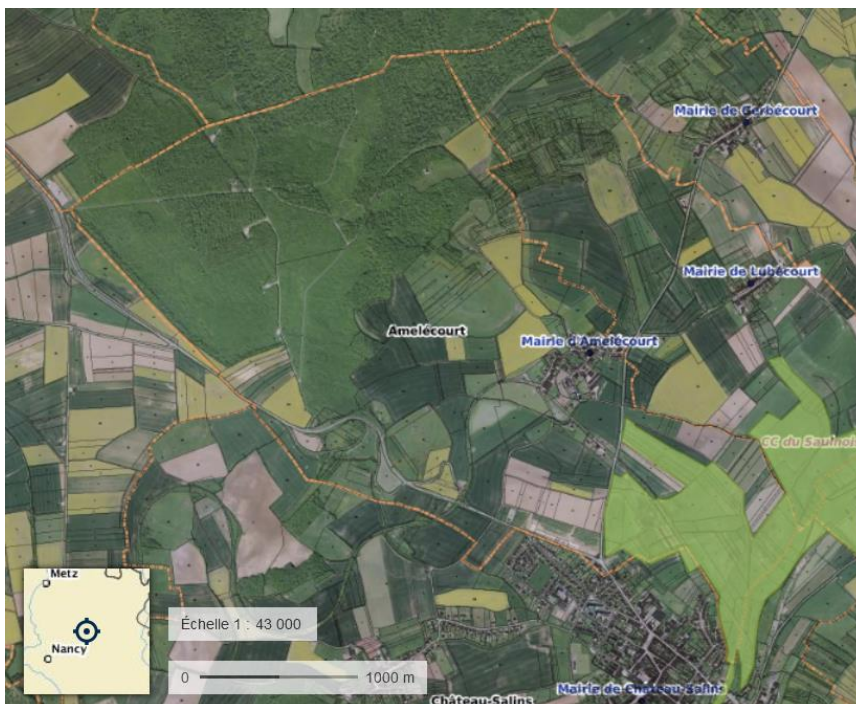 Mairie de Gerbécourt
Mairie de Lubécourt
Amelécourt
Mairie d'Amelécourt
CC du Saulnois
Metz
Nancy
Échelle 1 : 43 000
0 1000 m
Mairie de Château-Salins
Château-Salins